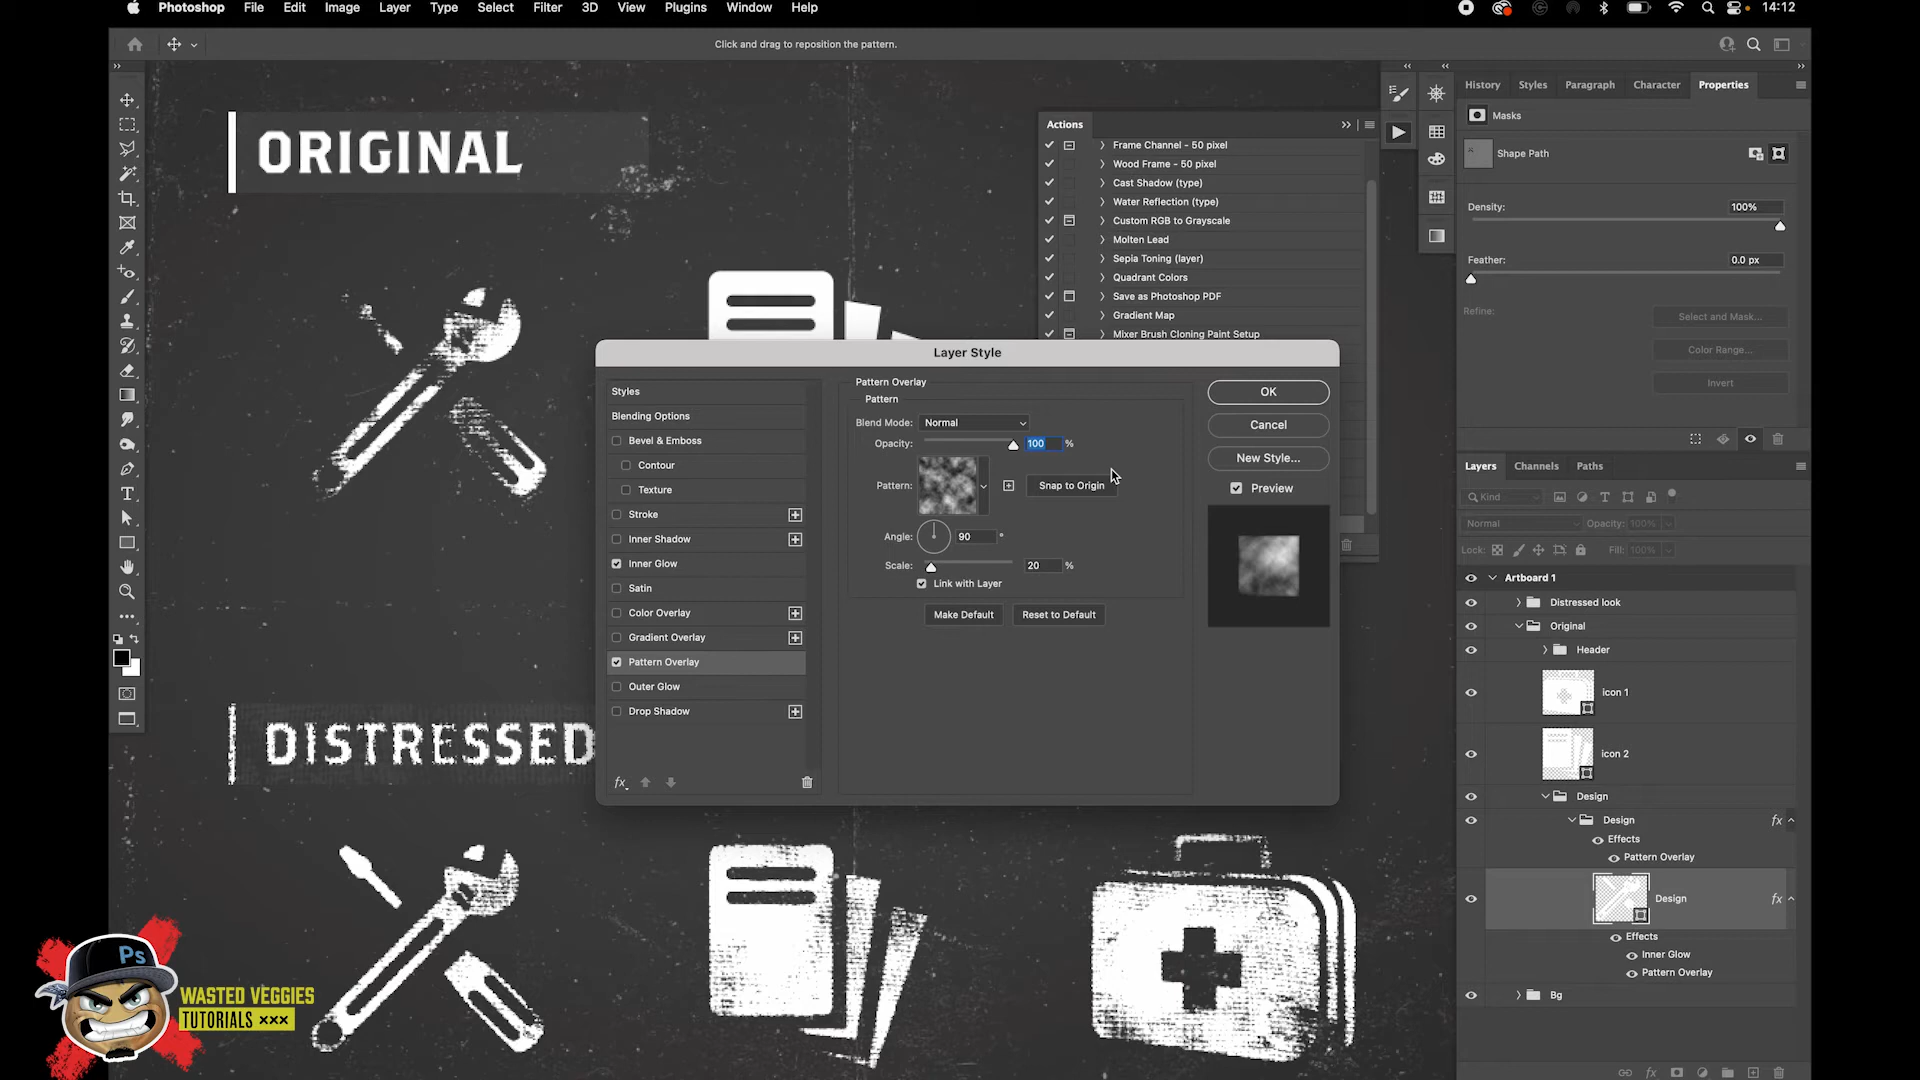 Photoshop File Edit Image Layer Type Select Filter 3D View Plugins Window Help 14:12
Click and drag to reposition the pattern.
ORIGINAL
Actions
Frame Channel - 50 pixel
Wood Frame - 50 pixel
Cast Shadow (type)
Water Reflection (type)
Custom RGB to Grayscale
Molten Lead
Sepia Toning (layer)
Quadrant Colors
Save as Photoshop PDF
Gradient Map
Mixer Brush Cloning Paint Setup
History Styles Paragraph Character Properties
Masks
Shape Path
Density: 100%
Feather: 0.0 px
Refine: Select and Mask...
Color Range...
Invert
Layer Style
Styles
Blending Options
Bevel & Emboss
Contour
Texture
Stroke
Inner Shadow
Inner Glow
Satin
Color Overlay
Gradient Overlay
Pattern Overlay
Outer Glow
Drop Shadow
fx
Pattern Overlay
Pattern
Blend Mode: Normal
Opacity: 100 %
Pattern: Snap to Origin
Angle: 90 °
Scale: 20 %
Link with Layer
Make Default Reset to Default
OK
Cancel
New Style...
Preview
Layers Channels Paths
Kind
Normal Opacity: 100%
Lock: Fill: 100%
Artboard 1
Distressed look
Original
Header
icon 1
icon 2
Design
Design fx
Effects
Pattern Overlay
Design fx
Effects
Inner Glow
Pattern Overlay
Bg
fx
DISTRESSED
Ps
WASTED VEGGIES
TUTORIALS ×××